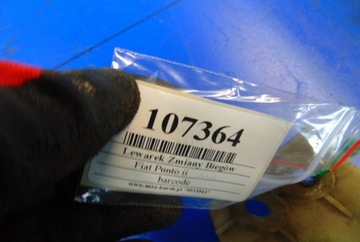 107364
Lewarek Zmiany Biegów
Fiat Punto ii
barcode